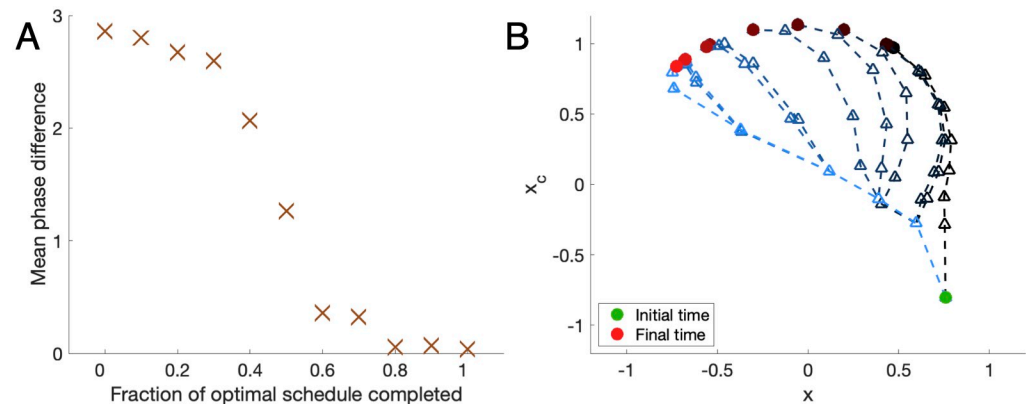 A
Mean phase difference
3
2
1
0
0 0.2 0.4 0.6 0.8 1
Fraction of optimal schedule completed
B
x_c
1
0.5
0
-0.5
-1
-1 -0.5 0 0.5 1
x
Initial time
Final time